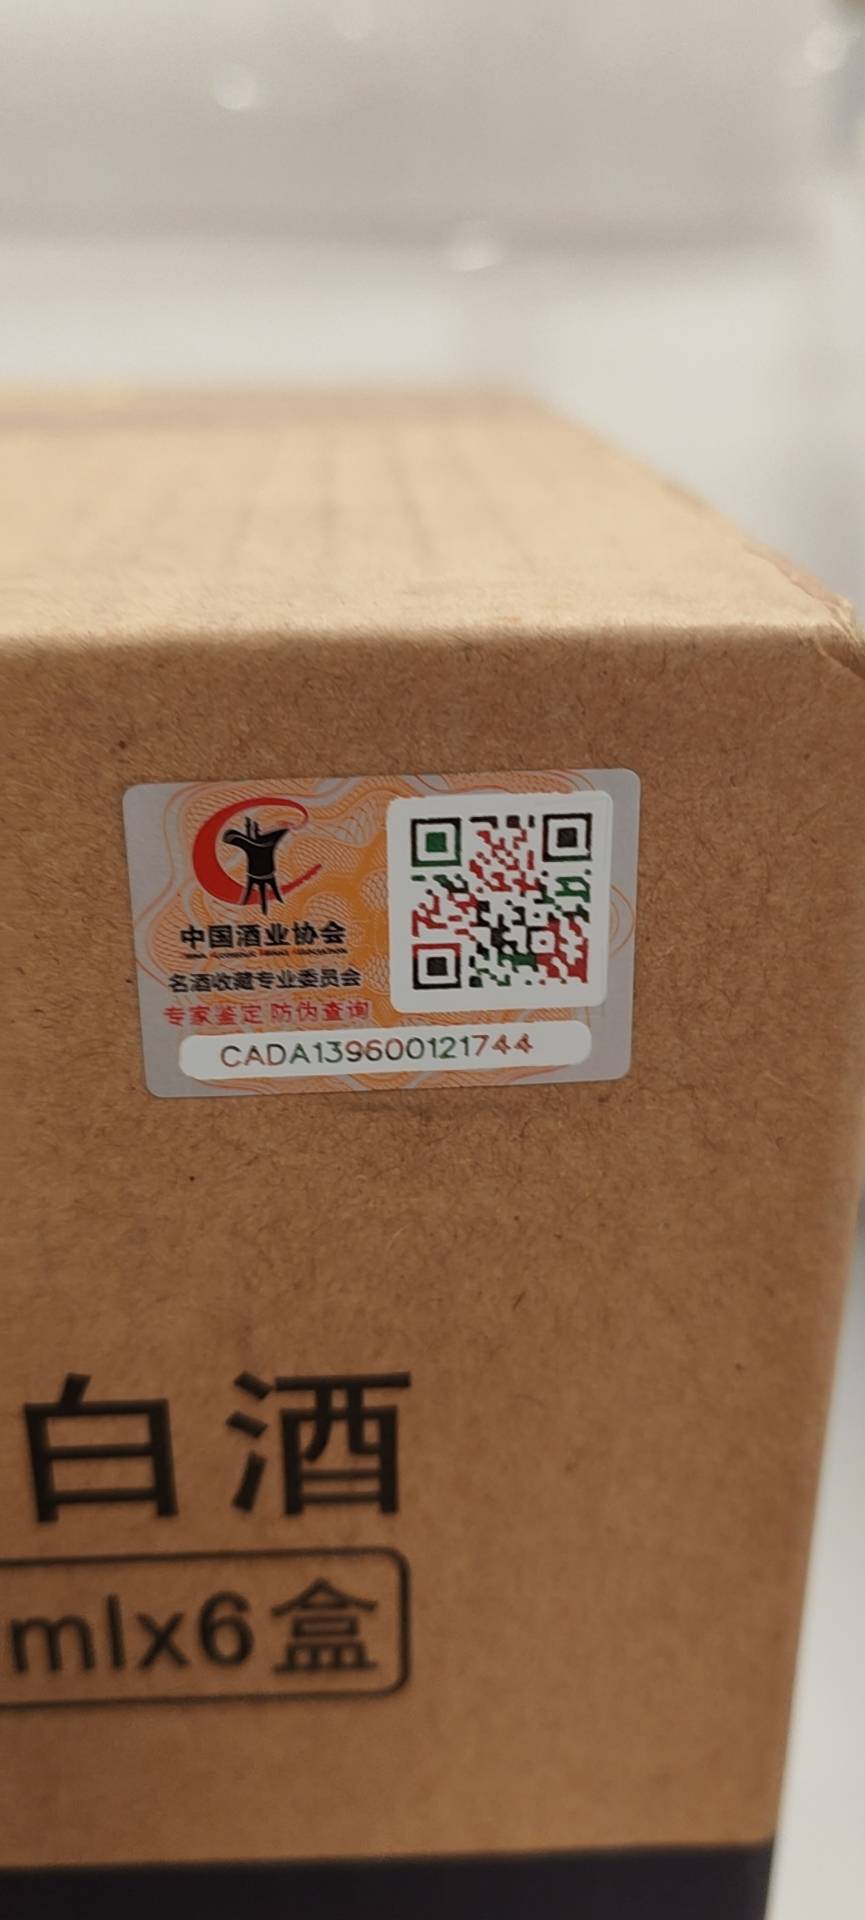 中国酒业协会
名酒收藏专业委员会
专家鉴定 防伪查询
CADA139600121744
白酒
mlx6盒